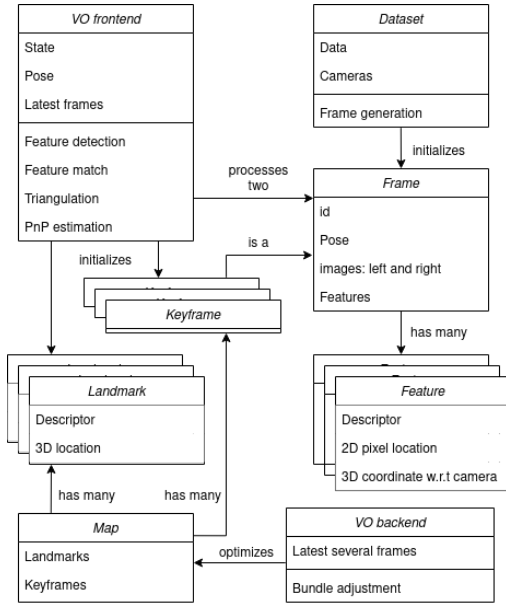 VO frontend
State
Pose
Latest frames
Feature detection
Feature match
Triangulation
PnP estimation
Dataset
Data
Cameras
Frame generation
initializes
processes
two
Frame
id
Pose
images: left and right
Features
is a
initializes
Keyframe
has many
Landmark
Descriptor
3D location
Feature
Descriptor
2D pixel location
3D coordinate w.r.t camera
has many
has many
Map
Landmarks
Keyframes
optimizes
VO backend
Latest several frames
Bundle adjustment